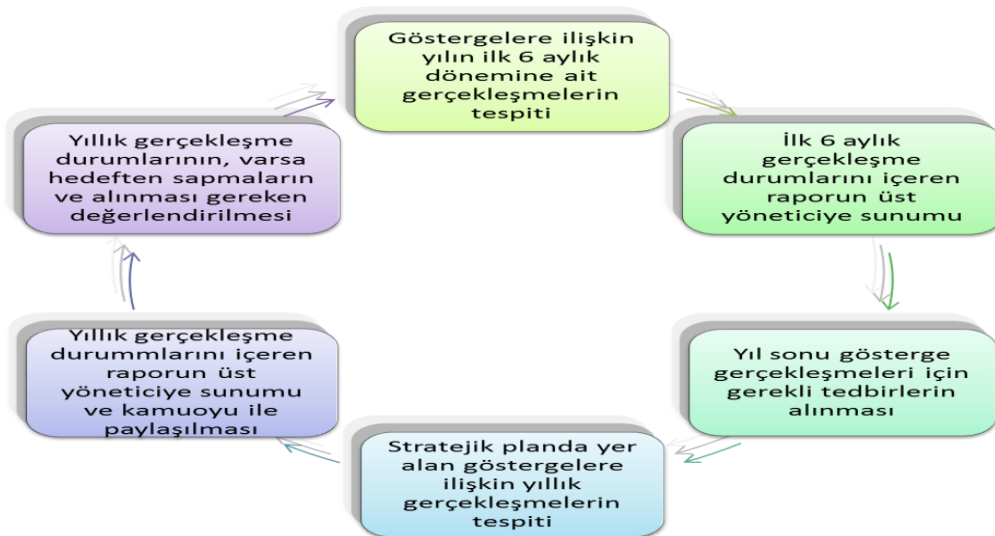 Göstergelere ilişkin
yılın ilk 6 aylık
dönemine ait
gerçekleşmelerin
tespiti
İlk 6 aylık
gerçekleşme
durumlarını içeren
raporun üst
yöneticiye sunumu
Yıl sonu gösterge
gerçekleşmeleri için
gerekli tedbirlerin
alınması
Stratejik planda yer
alan göstergelere
ilişkin yıllık
gerçekleşmelerin
tespiti
Yıllık gerçekleşme
durummlarını içeren
raporun üst
yöneticiye sunumu
ve kamuoyu ile
paylaşılması
Yıllık gerçekleşme
durumlarının, varsa
hedeften sapmaların
ve alınması gereken
değerlendirilmesi